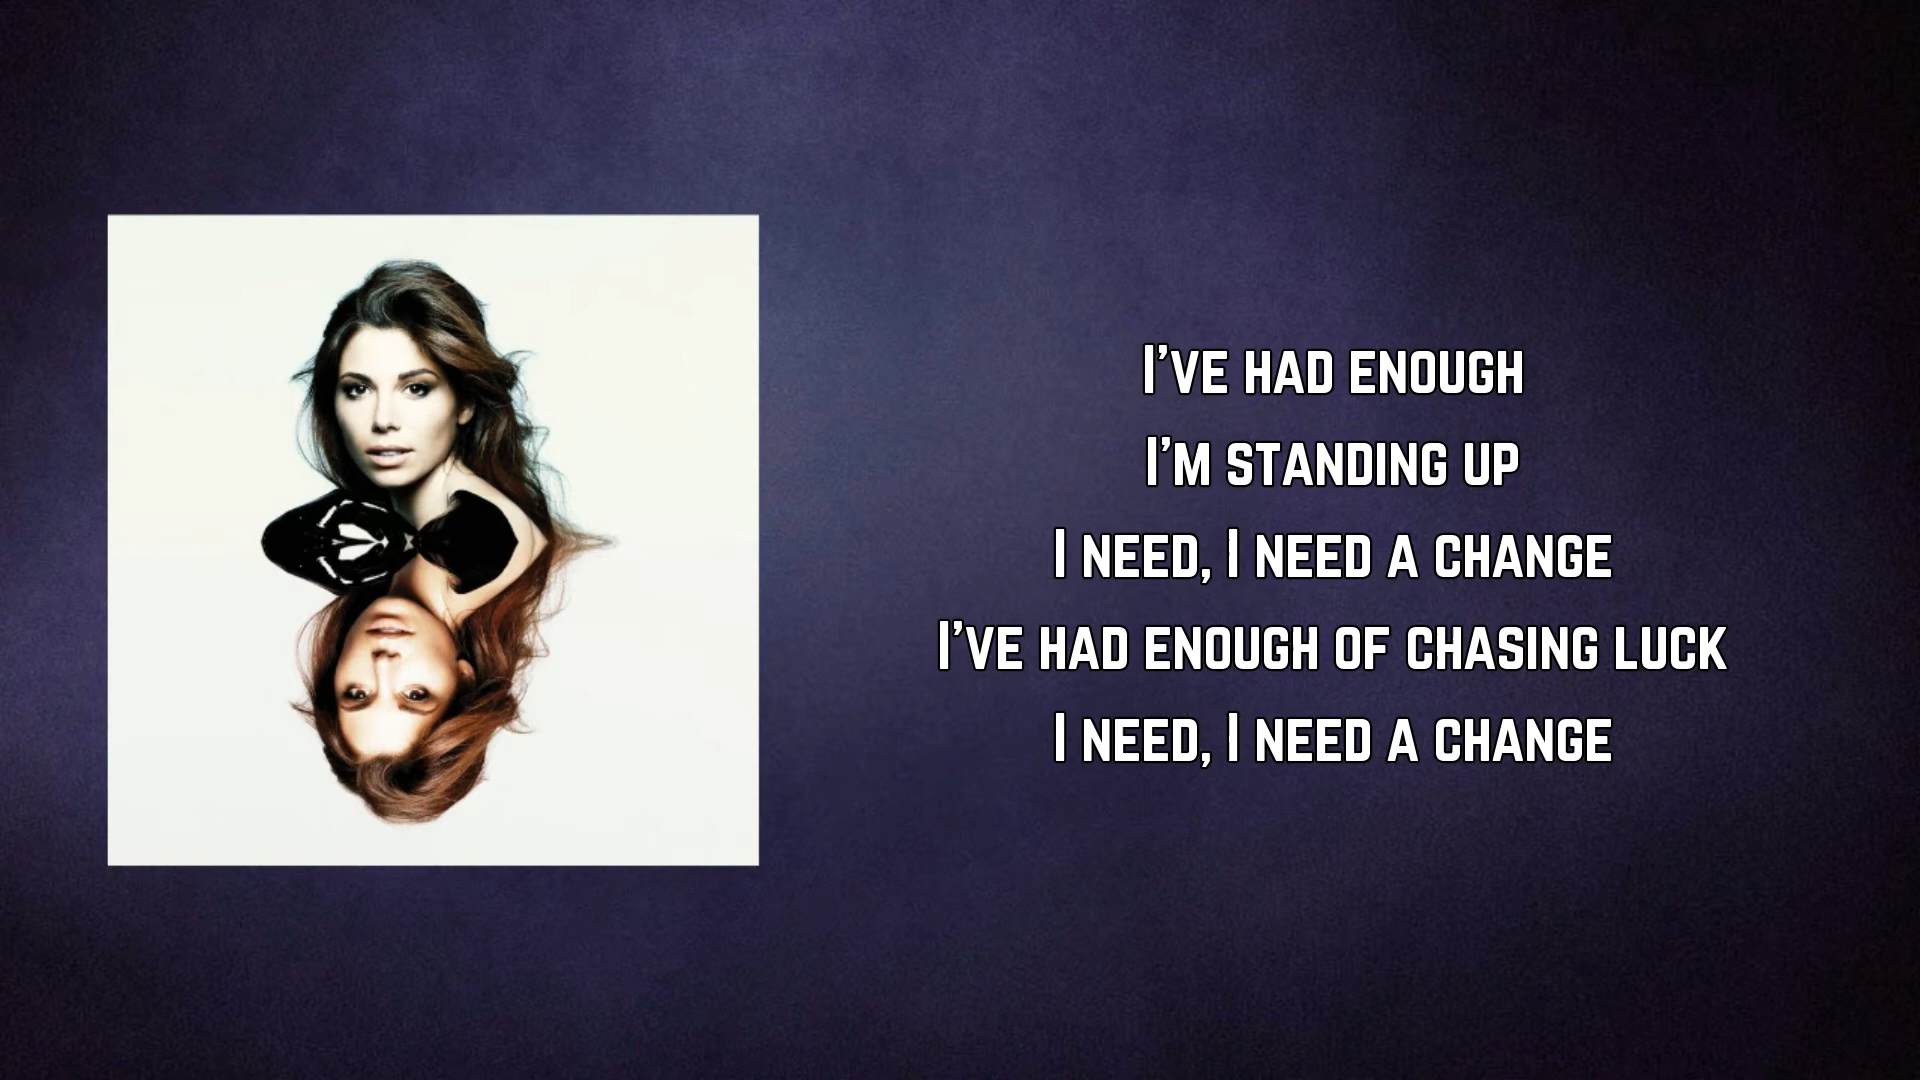 I've had enough
I'm standing up
I need, I need a change
I've had enough of chasing luck
I need, I need a change